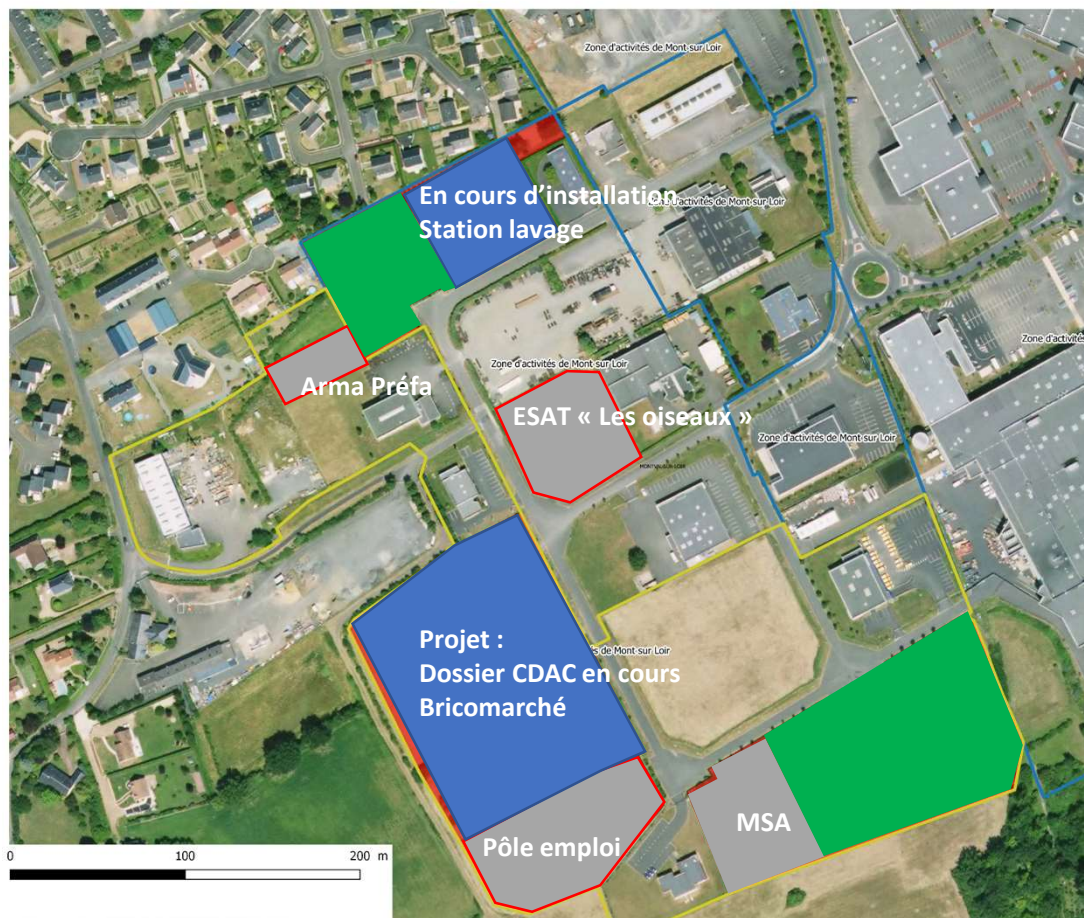 Zone d'activités de Mont sur Loir
En cours d’installation
Station lavage
Zone d'activités de Mont sur Loir
Zone d'activités de Mont sur Loir
Zone d'activités
Arma Préfa
ESAT « Les oiseaux »
Zone d'activités de Mont sur Loir
Projet :
Dossier CDAC en cours
Bricomarché
de Mont sur Loir
MSA
Pôle emploi
0 100 200 m